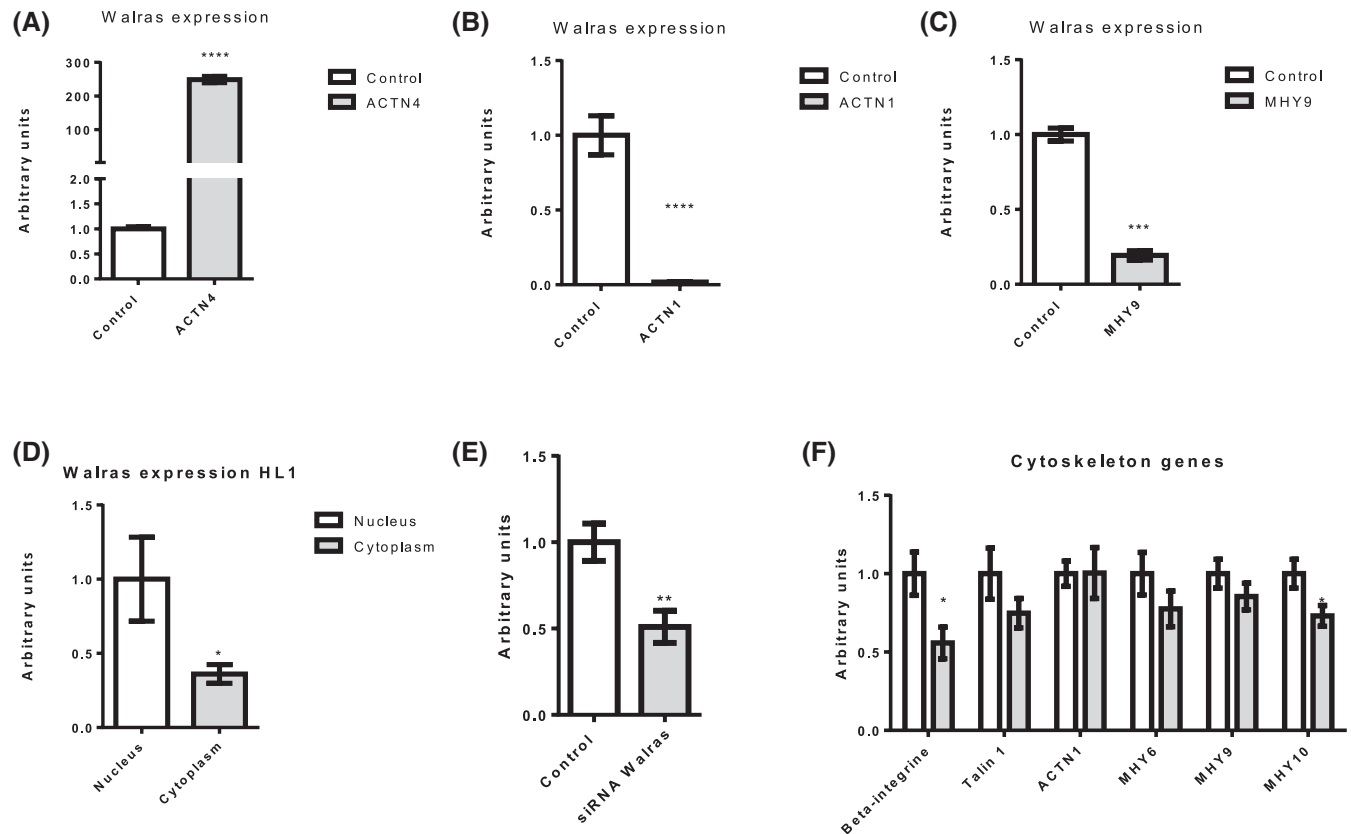 (A)
Walras expression
Arbitrary units
300
250
200
100
2.0
1.0
0.5
0.0
****
Control
ACTN4
Control
ACTN4
(B)
Walras expression
Arbitrary units
1.5
1.0
0.5
0.0
****
Control
ACTN1
Control
ACTN1
(C)
Walras expression
Arbitrary units
1.5
1.0
0.5
0.0
***
Control
MHY9
Control
MHY9
(D)
Walras expression HL1
Arbitrary units
1.5
1.0
0.5
0.0
*
Nucleus
Cytoplasm
Nucleus
Cytoplasm
(E)
Arbitrary units
1.5
1.0
0.5
0.0
**
Control
siRNA Walras
(F)
Cytoskeleton genes
Arbitrary units
1.5
1.0
0.5
0.0
*
*
Beta-integrine
Talin 1
ACTN1
MHY6
MHY9
MHY10